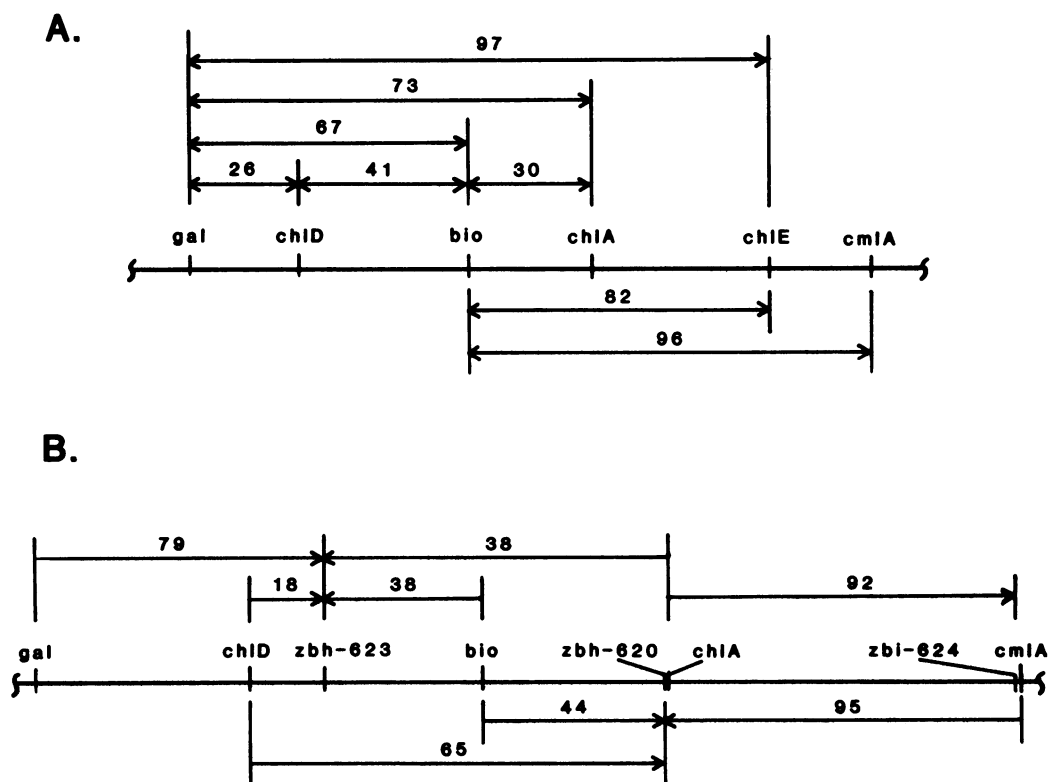 A.
97
73
67
26 41 30
gal chlD bio chlA chlE cmlA
82
96
B.
79 38
18 38 92
gal chlD zbh-623 bio zbh-620 chlA zbi-624 cmlA
44 95
65